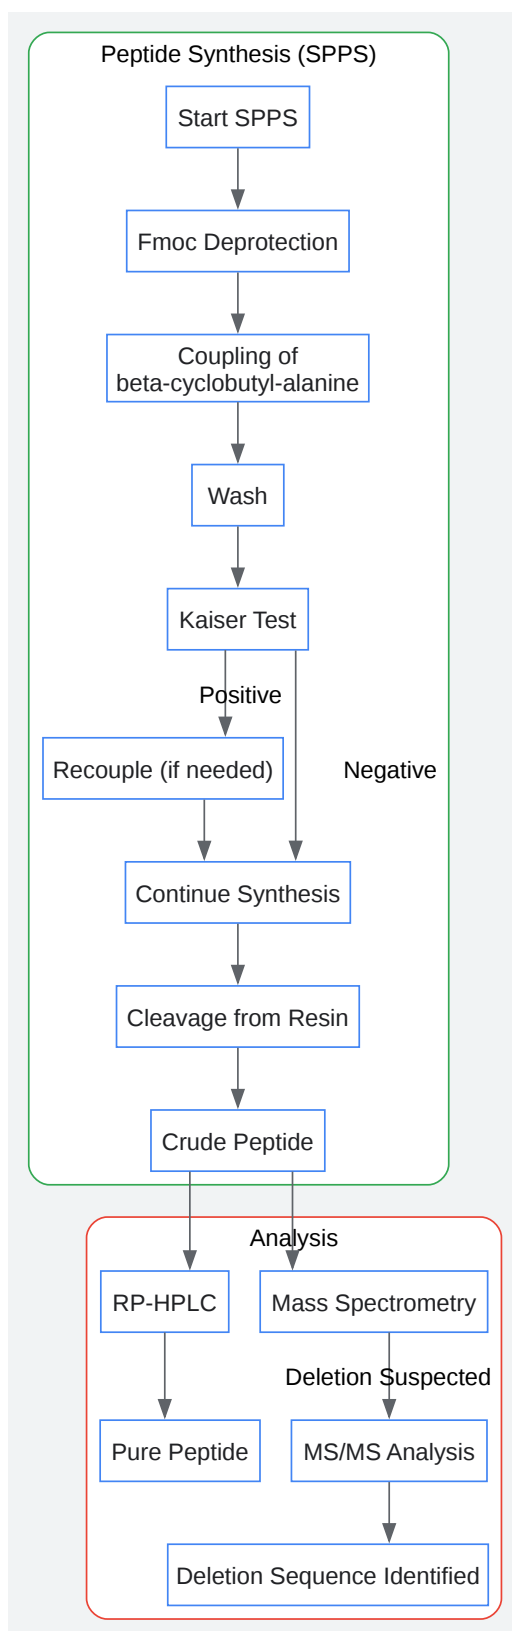 Peptide Synthesis (SPPS)
Start SPPS
Fmoc Deprotection
Coupling of
beta-cyclobutyl-alanine
Wash
Kaiser Test
Positive
Recouple (if needed)
Negative
Continue Synthesis
Cleavage from Resin
Crude Peptide
Analysis
RP-HPLC
Mass Spectrometry
Deletion Suspected
Pure Peptide
MS/MS Analysis
Deletion Sequence Identified